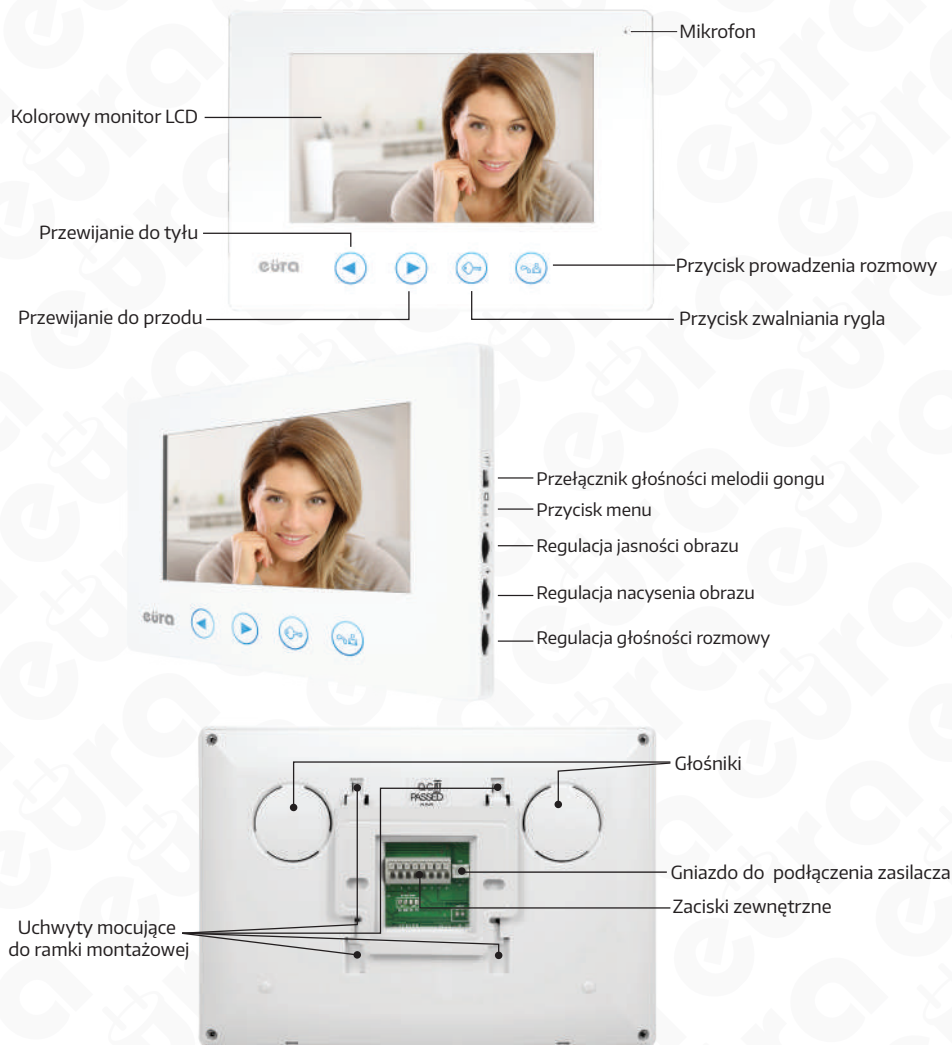 Mikrofon
Kolorowy monitor LCD
Przewijanie do tyłu
eüra
Przycisk prowadzenia rozmowy
Przewijanie do przodu
Przycisk zwalniania rygla
Przełącznik głośności melodii gongu
Przycisk menu
Regulacja jasności obrazu
Regulacja nacysenia obrazu
eüra
Regulacja głośności rozmowy
Głośniki
PASSED
Gniazdo do podłączenia zasilacza
Zaciski zewnętrzne
Uchwyty mocujące
do ramki montażowej